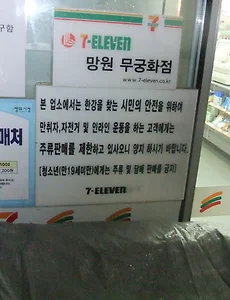 구함
7-ELEVEN
망원 무궁화점
www.7-eleven.co.kr
본 업소에서는 한강을 찾는 시민의 안전을 위하여
만취자,자전거 및 인라인 운동을 하는 고객에게는
주류판매를 제한하고 있사오니 양지 하시기 바랍니다.
[청소년(만19세미만)에게는 주류 및 담배 판매를 금지]
7-ELEVEN
매처